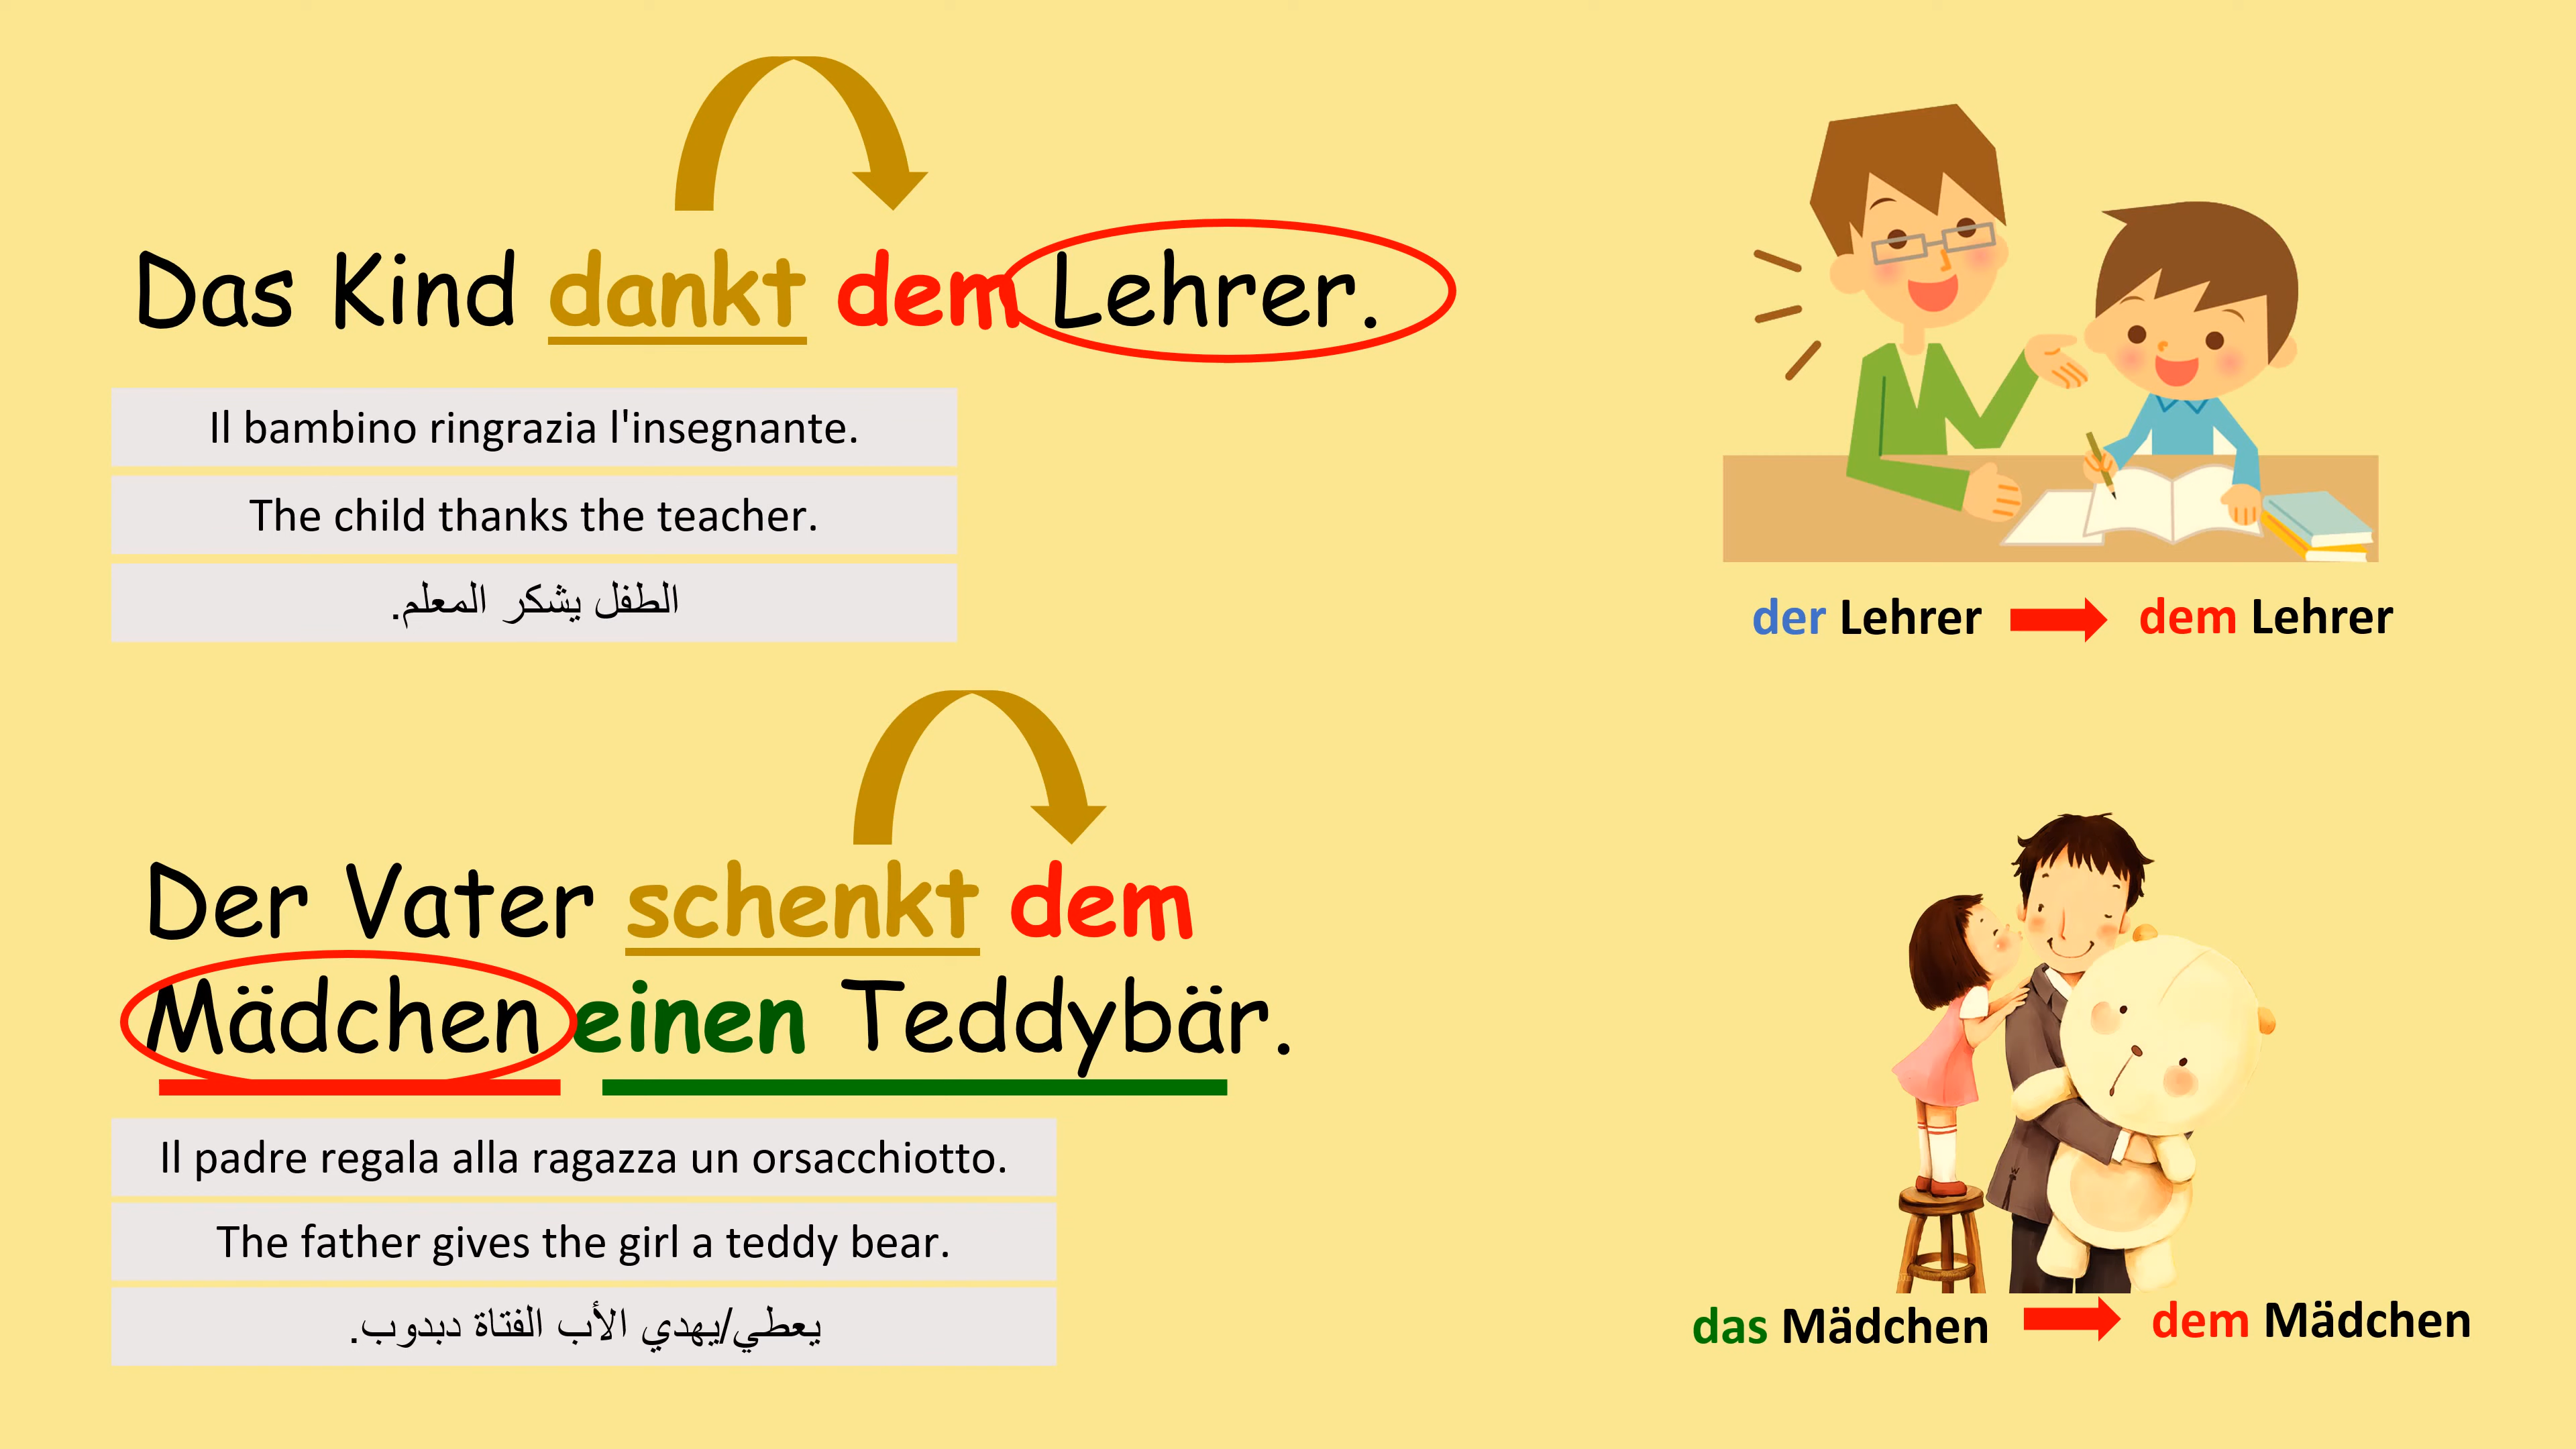 Das Kind dankt dem Lehrer.
Il bambino ringrazia l'insegnante.
The child thanks the teacher.
الطفل يشكر المعلم.
der Lehrer dem Lehrer
Der Vater schenkt dem
Mädchen einen Teddybär.
Il padre regala alla ragazza un orsacchiotto.
The father gives the girl a teddy bear.
يعطي/يهدي الأب الفتاة دبدوب.
das Mädchen dem Mädchen